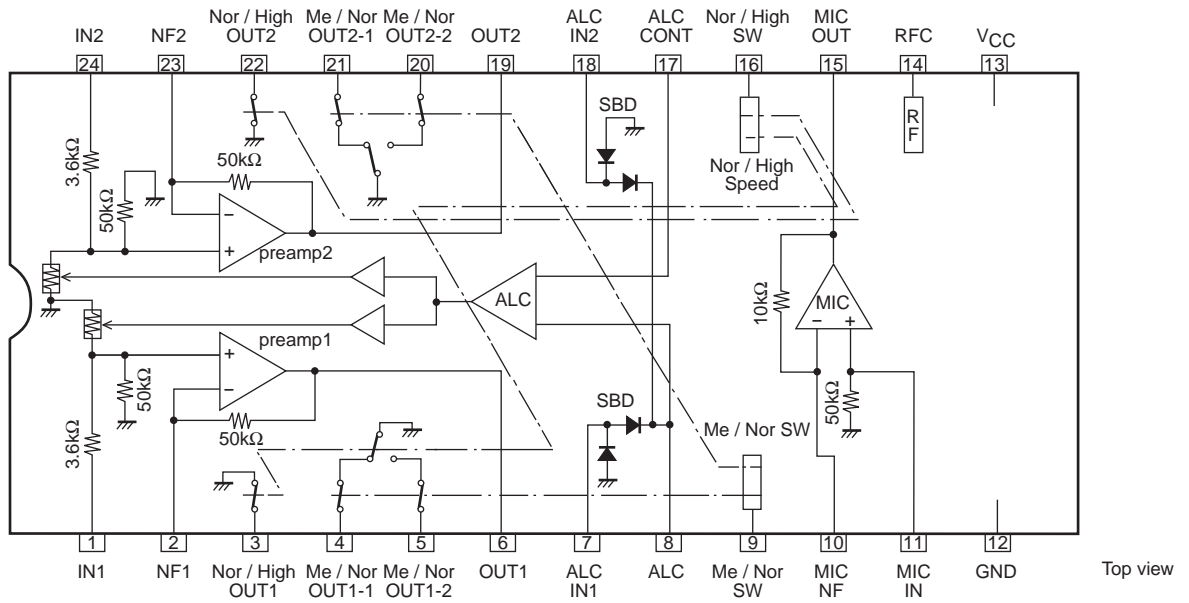 IN2
NF2
Nor / High
OUT2
Me / Nor
OUT2-1
Me / Nor
OUT2-2
OUT2
ALC
IN2
ALC
CONT
Nor / High
SW
MIC
OUT
RFC
VCC
24
23
22
21
20
19
18
17
16
15
14
13
SBD
RF
Nor / High
Speed
3.6kΩ
50kΩ
50kΩ
−
+
preamp2
ALC
10kΩ
MIC
−
+
preamp1
+
−
50kΩ
50kΩ
3.6kΩ
SBD
Me / Nor SW
50kΩ
1
2
3
4
5
6
7
8
9
10
11
12
IN1
NF1
Nor / High
OUT1
Me / Nor
OUT1-1
Me / Nor
OUT1-2
OUT1
ALC
IN1
ALC
Me / Nor
SW
MIC
NF
MIC
IN
GND
Top view